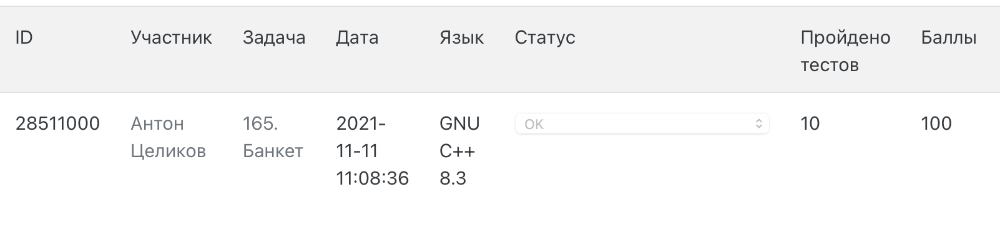 ID Участник Задача Дата Язык Статус Пройдено Баллы
тестов
28511000 Антон 165. 2021- GNU OK 10 100
Целиков Банкет 11-11 C++
11:08:36 8.3